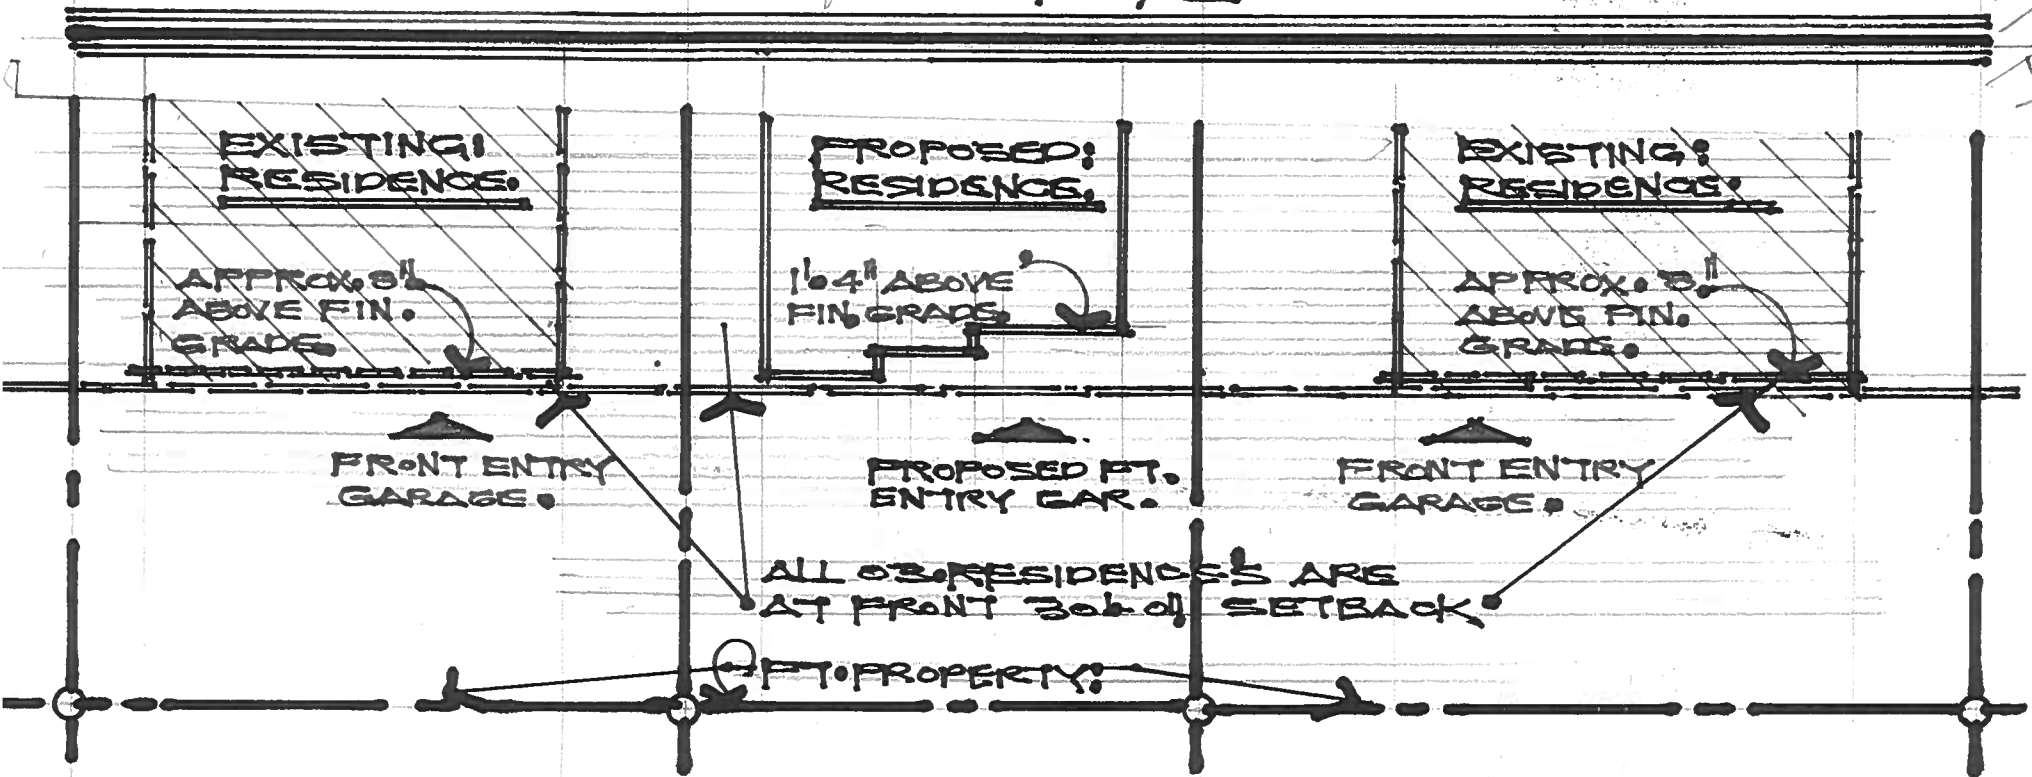 EXISTING:
RESIDENCE.
APPROX. 8"
ABOVE FIN.
GRADE.
PROPOSED:
RESIDENCE.
1'.4" ABOVE
FIN. GRADE.
EXISTING:
RESIDENCE.
APPROX. 8"
ABOVE FIN.
GRADE.
FRONT ENTRY
GARAGE.
PROPOSED FT.
ENTRY GAR.
FRONT ENTRY
GARAGE.
ALL 03.RESIDENCE'S ARE
AT FRONT 30'-0" SETBACK
FT. PROPERTY: